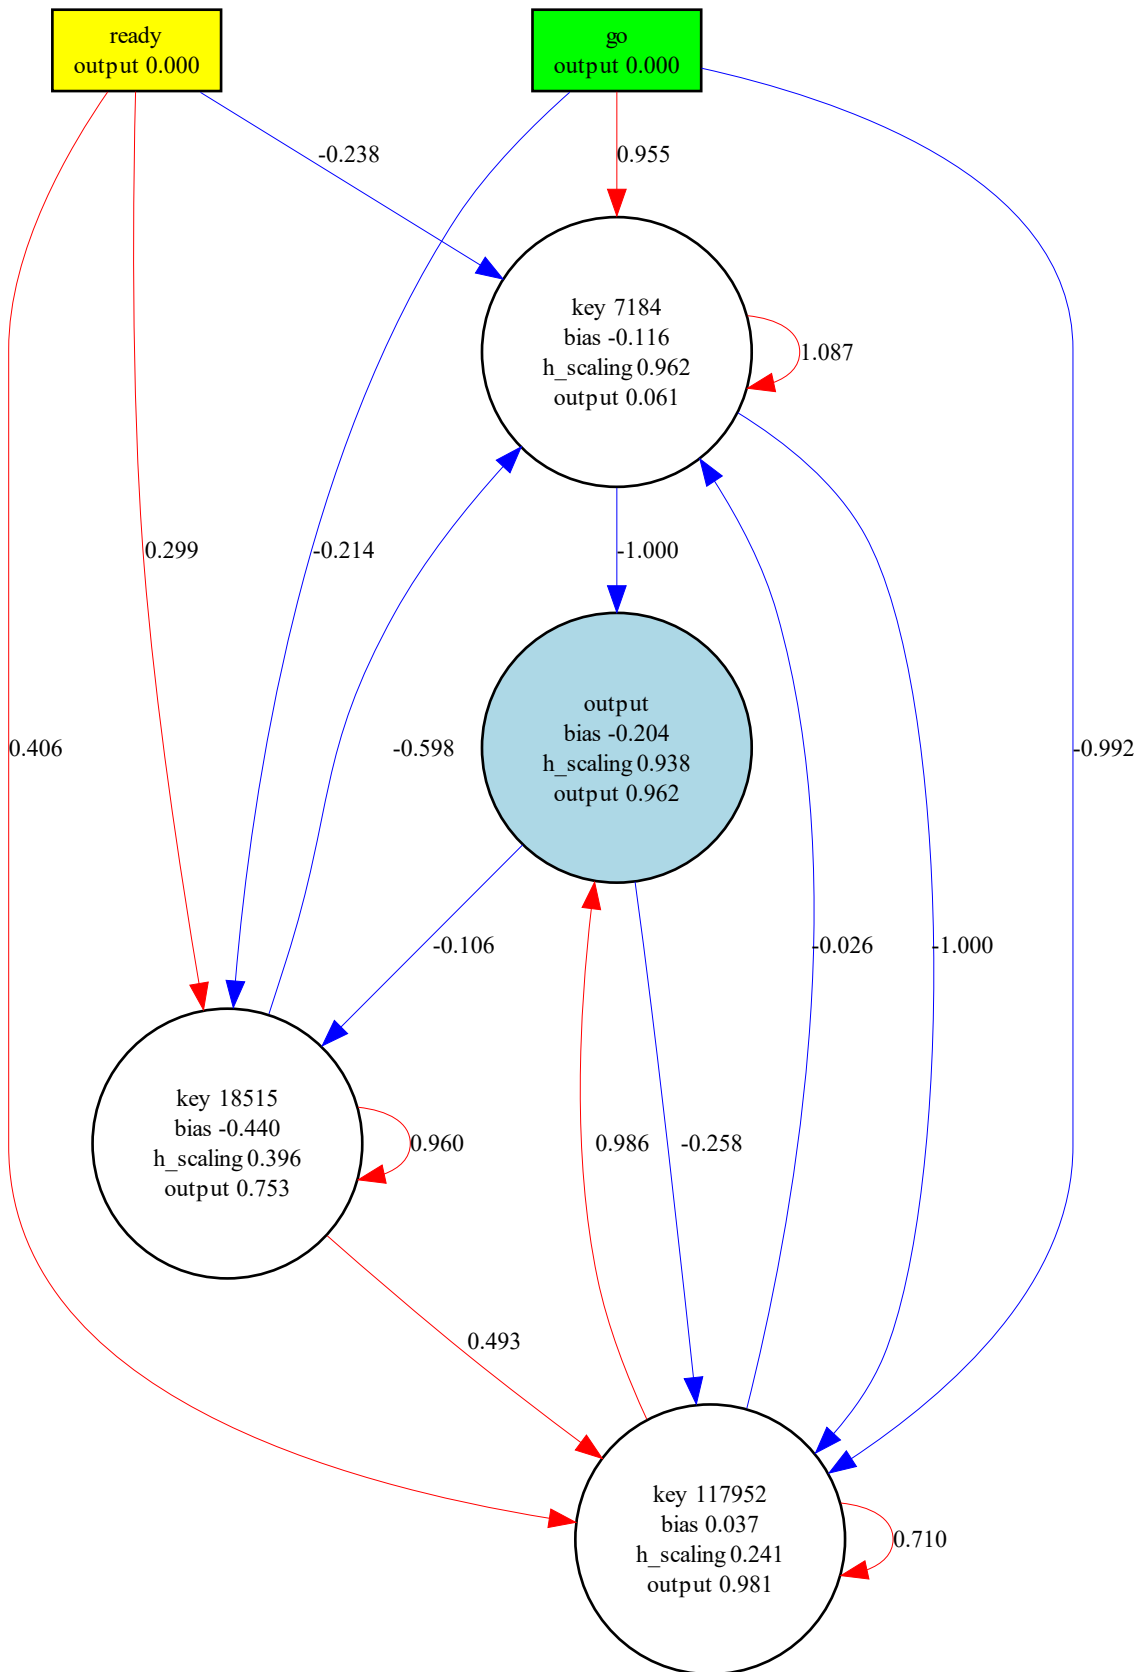 ready
output 0.000
go
output 0.000
-0.238
0.955
key 7184
bias -0.116
h_scaling 0.962
output 0.061
1.087
0.299
-0.214
-1.000
output
bias -0.204
h_scaling 0.938
output 0.962
0.406
-0.598
-0.992
-0.106
-0.026
-1.000
key 18515
bias -0.440
h_scaling 0.396
output 0.753
0.960
0.986
-0.258
0.493
key 117952
bias 0.037
h_scaling 0.241
output 0.981
0.710